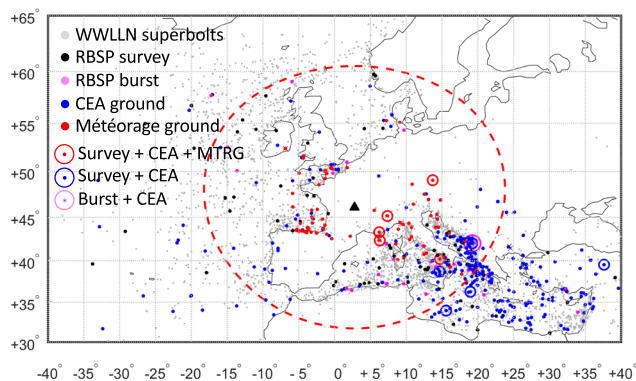 +65°
WWLLN superbolts
RBSP survey
+60°
RBSP burst
CEA ground
+55°
Météorage ground
Survey + CEA + MTRG
+50°
Survey + CEA
Burst + CEA
+45°
+40°
+35°
+30°
-40 -35 -30 -25 -20 -15 -10 -5 0 +5 +10 +15 +20 +25 +30 +35 +40